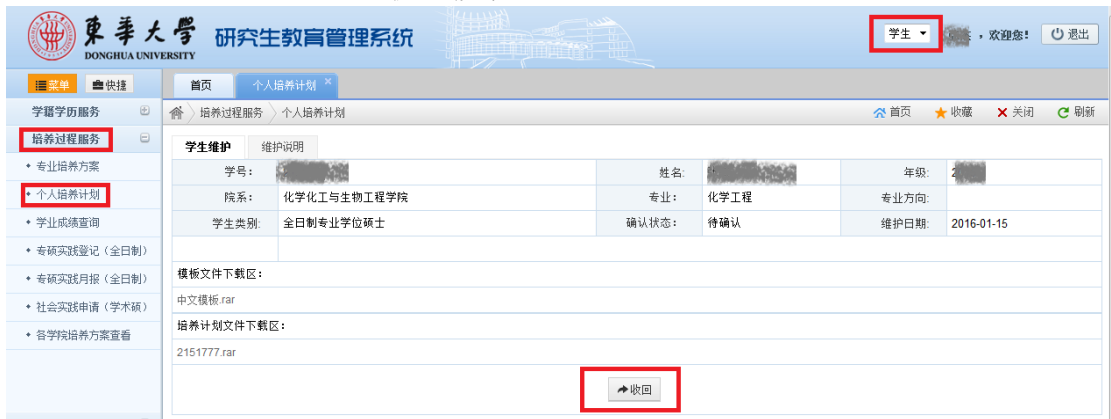 東華大學 研究生教育管理系统 学生 ，欢迎您! 退出
DONGHUA UNIVERSITY
菜单 快捷 首页 个人培养计划 ×
学籍学历服务 培养过程服务 个人培养计划 首页 收藏 关闭 刷新
培养过程服务 学生维护 维护说明
专业培养方案 学号: 姓名: 年级:
个人培养计划 院系: 化学化工与生物工程学院 专业: 化学工程 专业方向:
学业成绩查询 学生类别: 全日制专业学位硕士 确认状态: 待确认 维护日期: 2016-01-15
专硕实践登记（全日制）
专硕实践月报（全日制） 模板文件下载区:
社会实践申请（学术硕） 中文模板.rar
各学院培养方案查看 培养计划文件下载区:
2151777.rar
收回